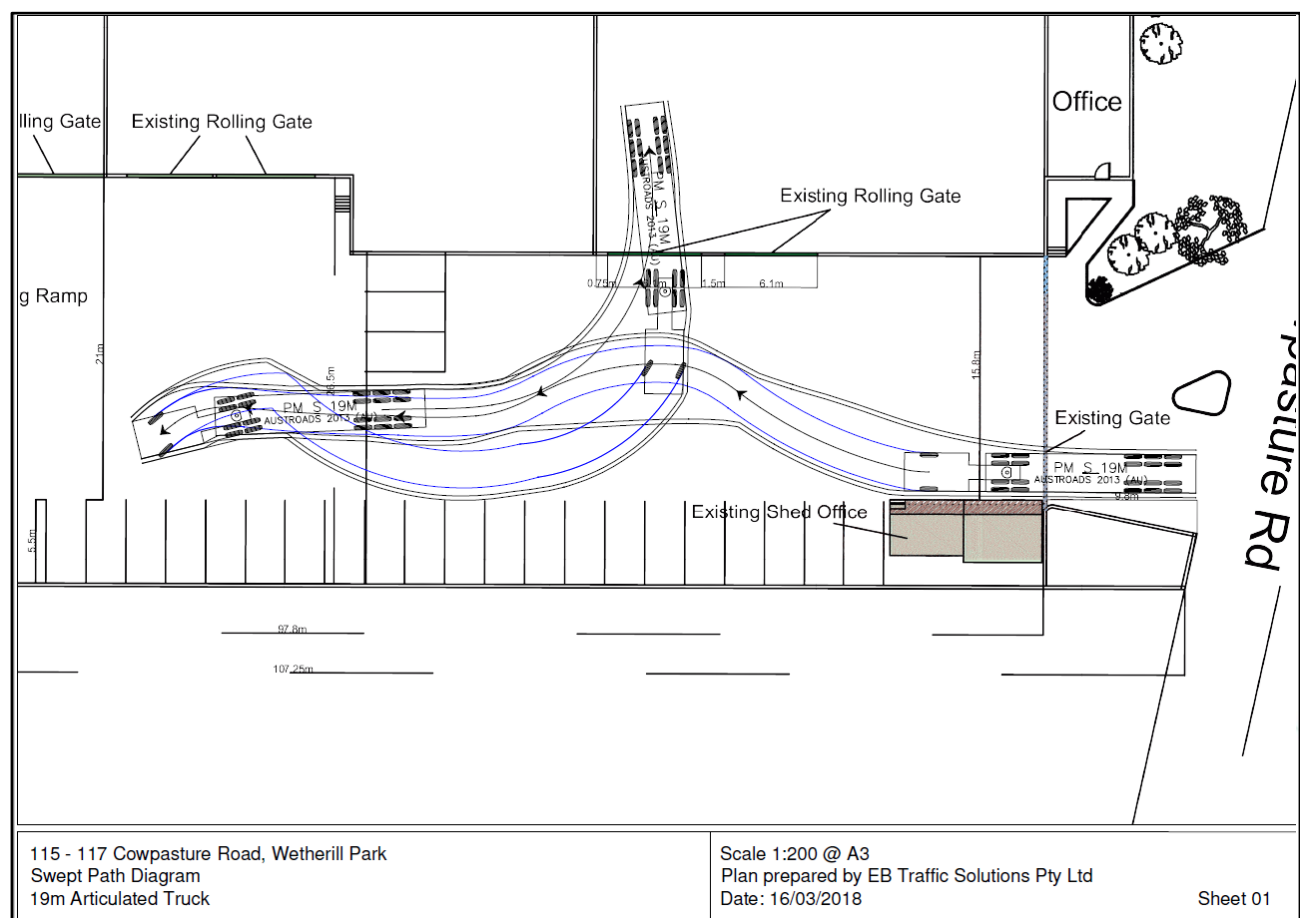 Office
lling Gate
Existing Rolling Gate
Existing Rolling Gate
PM S 19M
AUSTROADS 2013 (AU)
0.75m
1.5m
6.1m
g Ramp
21m
26.5m
15.8m
PM S 19M
AUSTROADS 2013 (AU)
Existing Gate
PM S 19M
AUSTROADS 2013 (AU)
9.8m
pasture Rd
Existing Shed Office
5.5m
97.8m
107.25m
115 - 117 Cowpasture Road, Wetherill Park
Swept Path Diagram
19m Articulated Truck
Scale 1:200 @ A3
Plan prepared by EB Traffic Solutions Pty Ltd
Date: 16/03/2018
Sheet 01